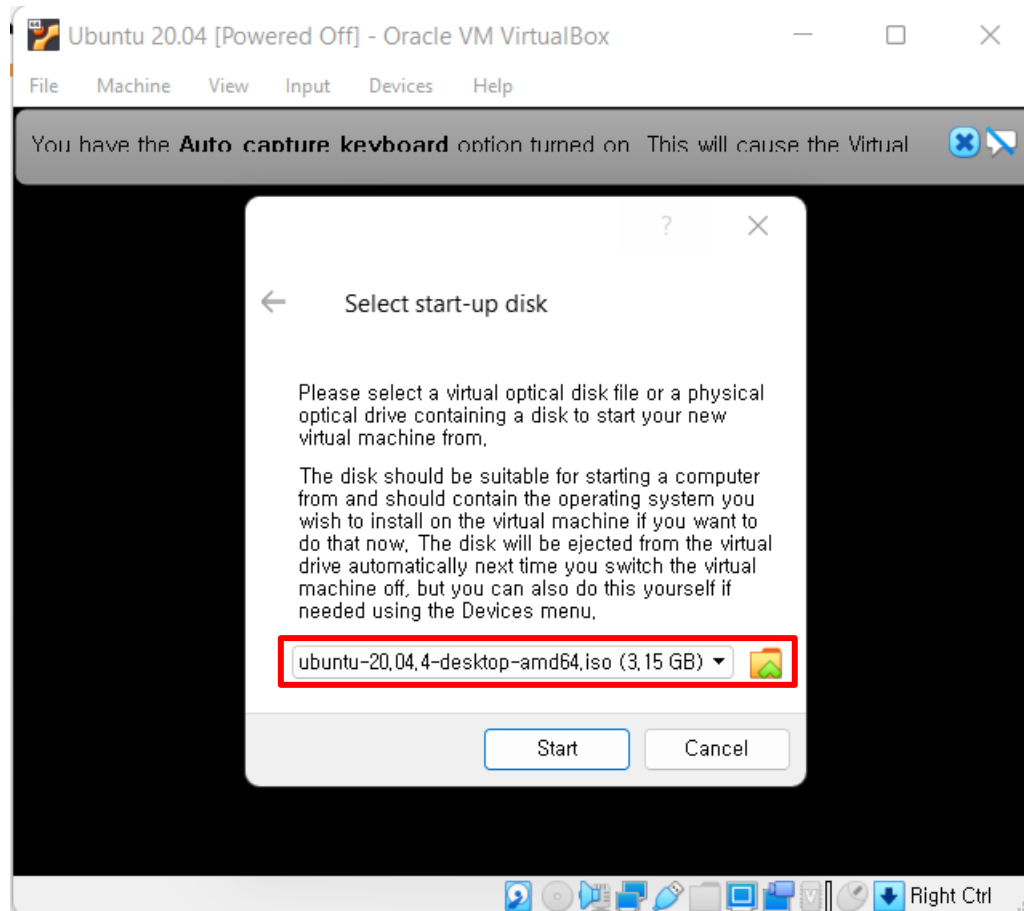 Ubuntu 20.04 [Powered Off] - Oracle VM VirtualBox
File Machine View Input Devices Help
You have the Auto capture keyboard option turned on. This will cause the Virtual
?
Select start-up disk
Please select a virtual optical disk file or a physical
optical drive containing a disk to start your new
virtual machine from.
The disk should be suitable for starting a computer
from and should contain the operating system you
wish to install on the virtual machine if you want to
do that now. The disk will be ejected from the virtual
drive automatically next time you switch the virtual
machine off, but you can also do this yourself if
needed using the Devices menu.
ubuntu-20.04.4-desktop-amd64.iso (3.15 GB)
Start Cancel
Right Ctrl